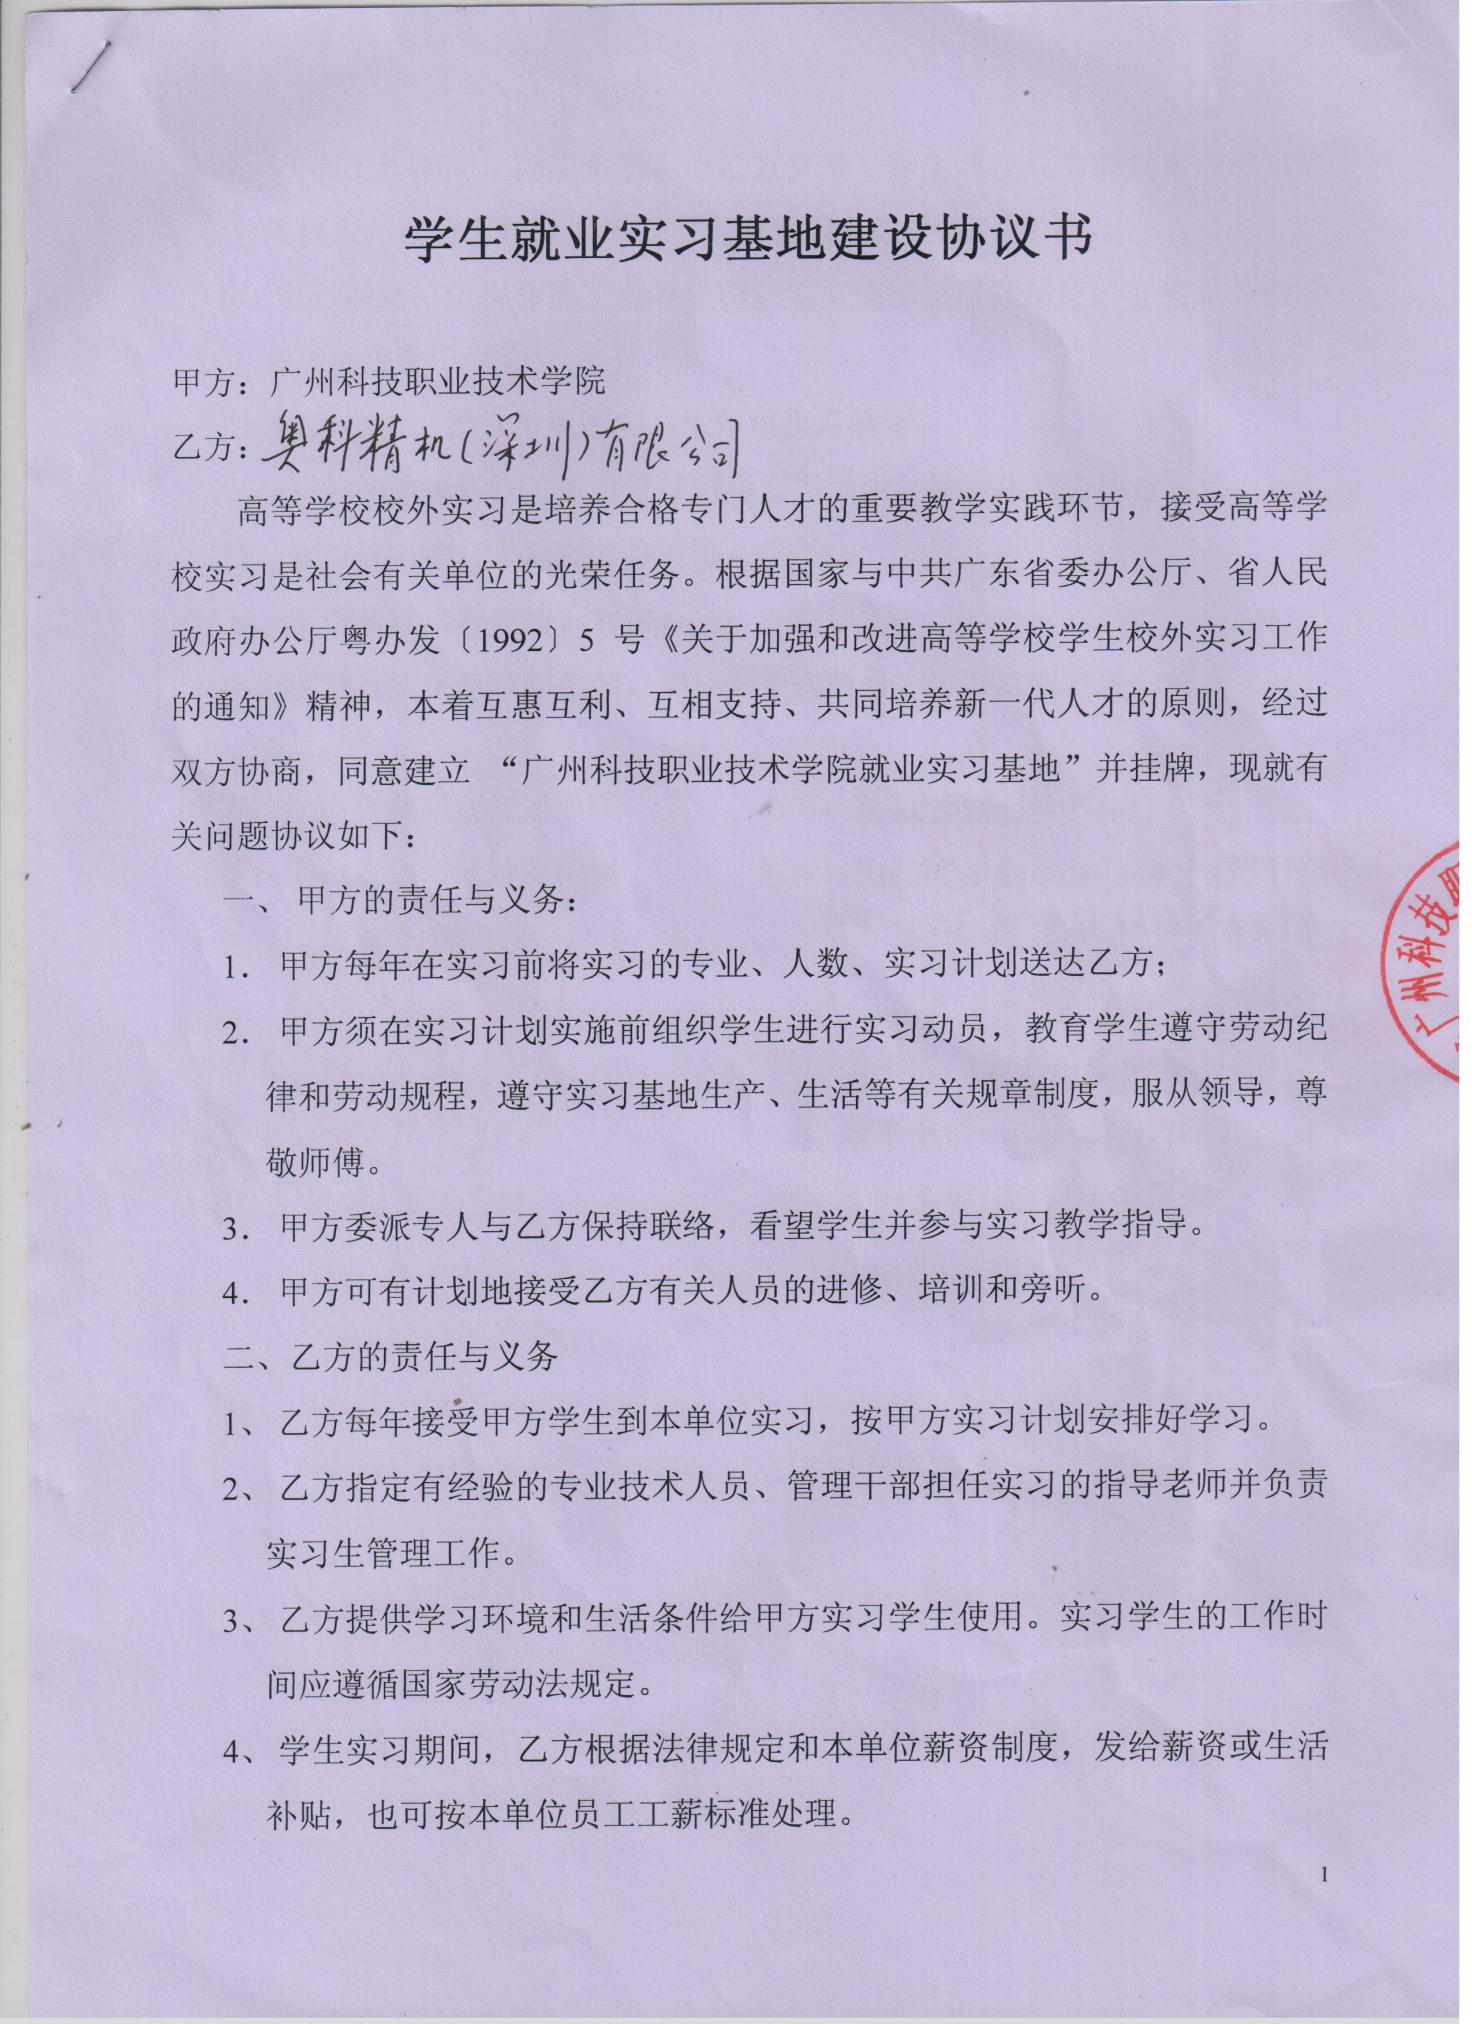 学生就业实习基地建设协议书
甲方：广州科技职业技术学院
乙方：奥科精机（深圳）有限公司
高等学校校外实习是培养合格专门人才的重要教学实践环节，接受高等学
校实习是社会有关单位的光荣任务。根据国家与中共广东省委办公厅、省人民
政府办公厅粤办发〔1992〕5 号《关于加强和改进高等学校学生校外实习工作
的通知》精神，本着互惠互利、互相支持、共同培养新一代人才的原则，经过
双方协商，同意建立 “广州科技职业技术学院就业实习基地”并挂牌，现就有
关问题协议如下：
一、 甲方的责任与义务：
1． 甲方每年在实习前将实习的专业、人数、实习计划送达乙方；
2． 甲方须在实习计划实施前组织学生进行实习动员，教育学生遵守劳动纪
律和劳动规程，遵守实习基地生产、生活等有关规章制度，服从领导，尊
敬师傅。
3． 甲方委派专人与乙方保持联络，看望学生并参与实习教学指导。
4． 甲方可有计划地接受乙方有关人员的进修、培训和旁听。
二、乙方的责任与义务
1、 乙方每年接受甲方学生到本单位实习，按甲方实习计划安排好学习。
2、 乙方指定有经验的专业技术人员、管理干部担任实习的指导老师并负责
实习生管理工作。
3、 乙方提供学习环境和生活条件给甲方实习学生使用。实习学生的工作时
间应遵循国家劳动法规定。
4、 学生实习期间，乙方根据法律规定和本单位薪资制度，发给薪资或生活
补贴，也可按本单位员工工薪标准处理。
1
广州科技职